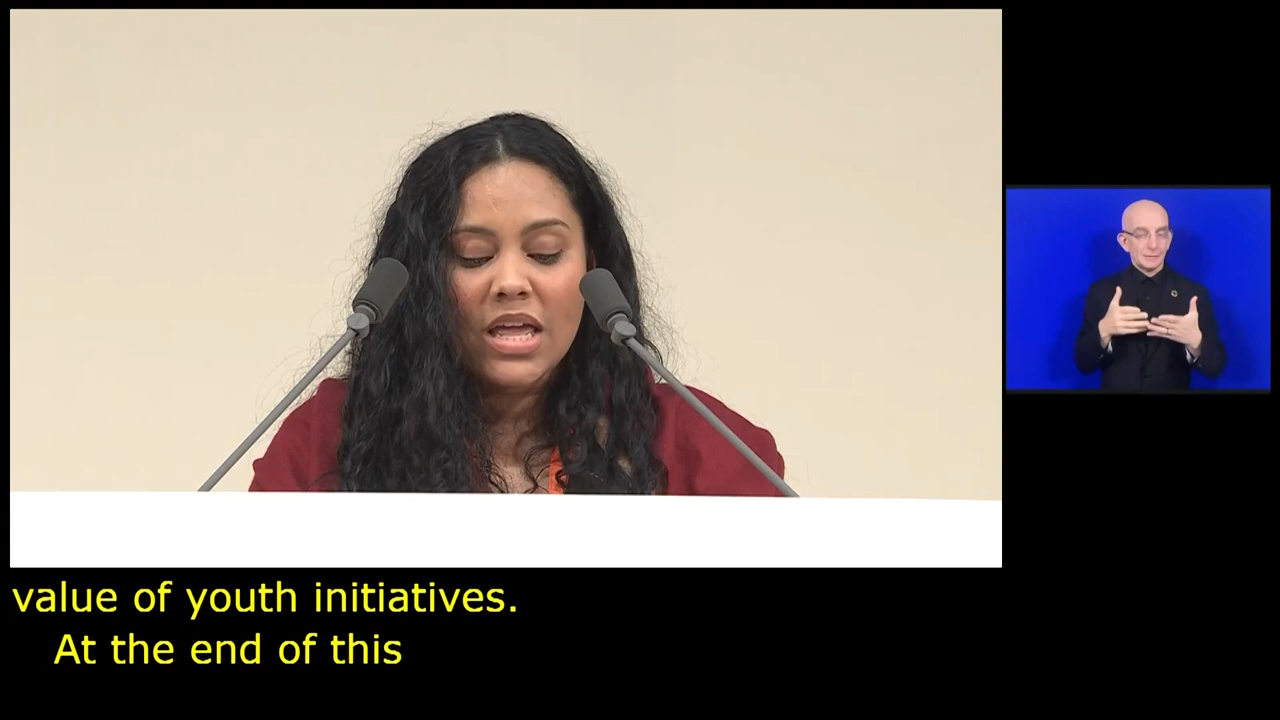 value of youth initiatives.
At the end of this